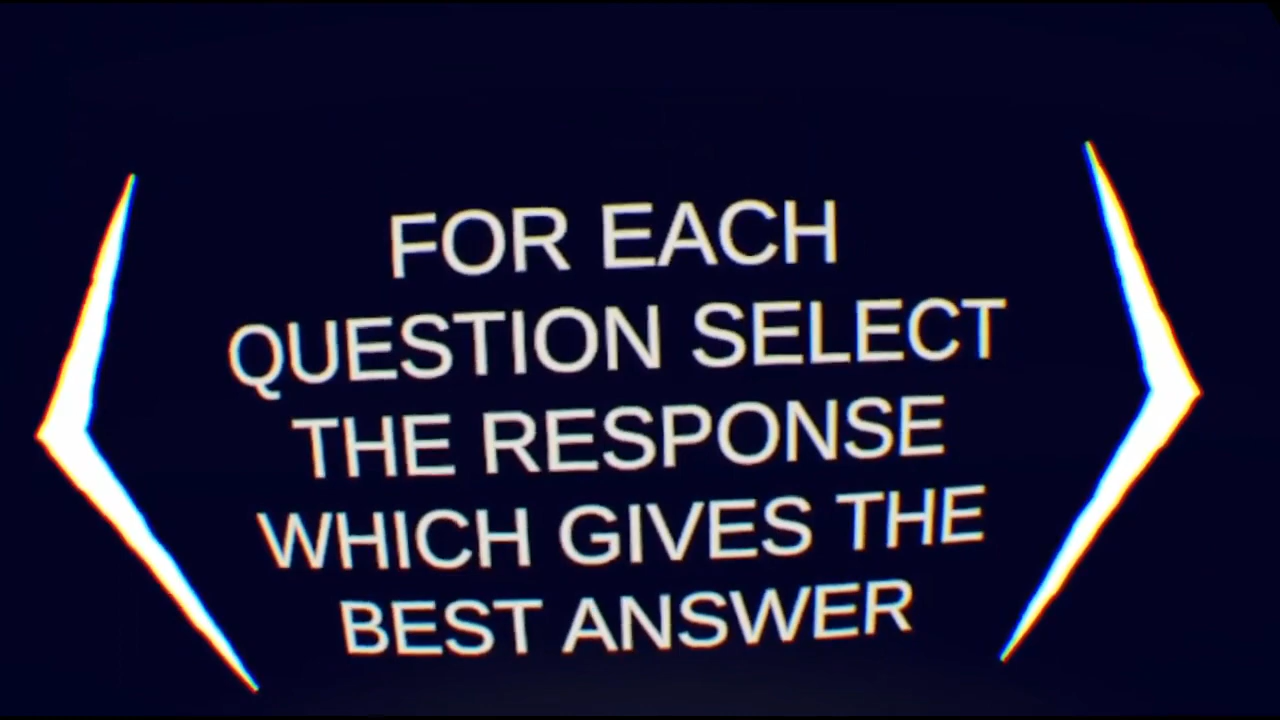 FOR EACH
QUESTION SELECT
THE RESPONSE
WHICH GIVES THE
BEST ANSWER